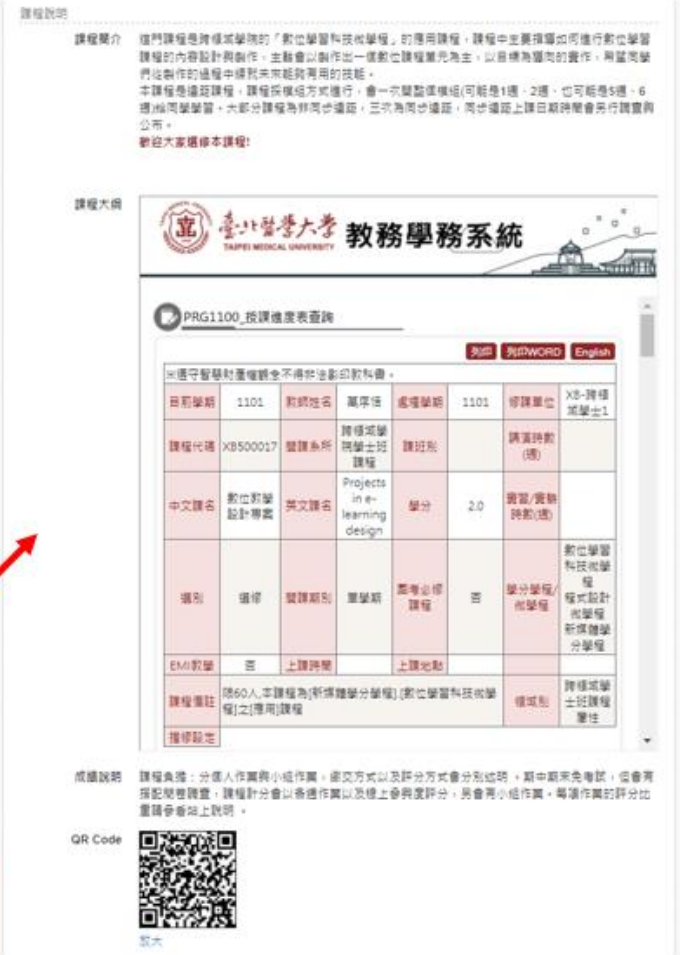 課程說明
課程簡介
這門課程是跨領域學院的「數位學習科技微學程」的應用課程，課程中主要指導如何進行數位學習
課程的內容設計與製作，主軸會以製作出一個數位課程單元為主，以目標為導向的實作，希望同學
們從製作的過程中練就未來能夠有用的技能。
本課程是遠距課程，課程採模組方式進行，會一次開整個模組(可能是1週、2週、也可能是5週、6
週)給同學學習。大部分課程為非同步遠距，三次為同步遠距，同步遠距上課日期時間會另行調查與
公布。
歡迎大家選修本課程!
課程大綱
臺北醫學大學
TAIPEI MEDICAL UNIVERSITY
教務學務系統
PRG1100_授課進度表查詢
列印 列印WORD English
※遵守智慧財產權觀念不得非法影印教科書。
目前學期 1101 教師姓名 處理學期 1101 修課單位 XB-跨領域學士1
課程代碼 XB500017 開課系所 跨領域學院學士班課程 課班別 講演時數(週)
中文課名 數位教學設計專案 英文課名 Projects in e-learning design 學分 2.0 實習/實驗時數(週)
選別 選修 開課期別 單學期 國考必修課程 否 學分學程/微學程 數位學習科技微學程 程式設計微學程 新媒體學分學程
EMI教學 否 上課時間 上課地點
課程備註 限60人,本課程為[新媒體學分學程].[數位學習科技微學程]之[應用]課程 領域別 跨領域學士班課程屬性
擋修設定
成績說明
課程負擔：分個人作業與小組作業，繳交方式以及評分方式會分別述明 。期中期末免考試，但會有
搭配問卷調查，課程計分會以各週作業以及線上參與度評分，另會有小組作業。每項作業的評分比
重請參看站上說明 。
QR Code
放大